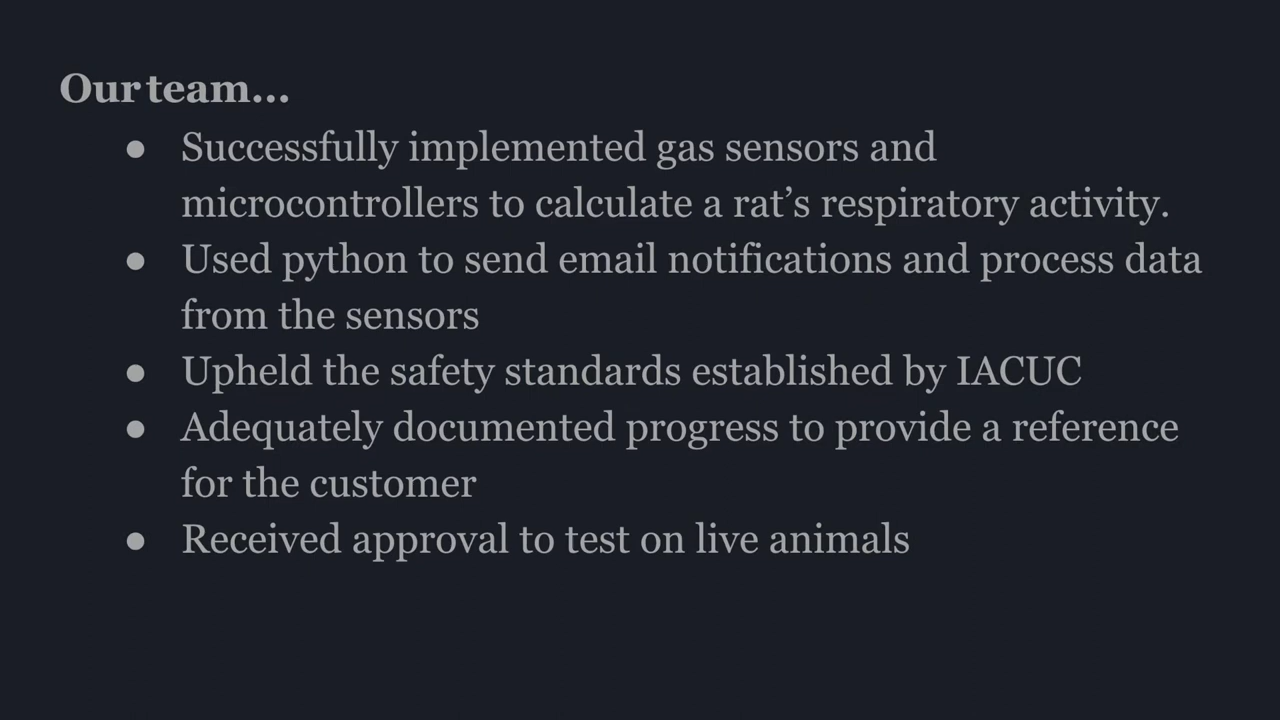 Our team...
● Successfully implemented gas sensors and
microcontrollers to calculate a rat’s respiratory activity.
● Used python to send email notifications and process data
from the sensors
● Upheld the safety standards established by IACUC
● Adequately documented progress to provide a reference
for the customer
● Received approval to test on live animals